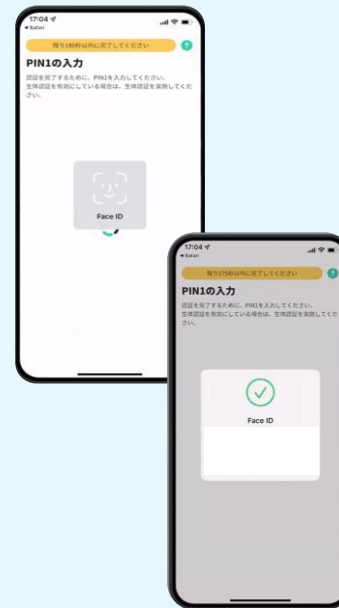 17:04
◀ Safari
残り180秒以内に完了してください
?
PIN1の入力
認証を完了するために、PIN1を入力してください。
生体認証を有効にしている場合は、生体認証を実施してくだ
さい。
Face ID
17:04
◀ Safari
残り175秒以内に完了してください
?
PIN1の入力
認証を完了するために、PIN1を入力してください。
生体認証を有効にしている場合は、生体認証を実施してくだ
さい。
Face ID